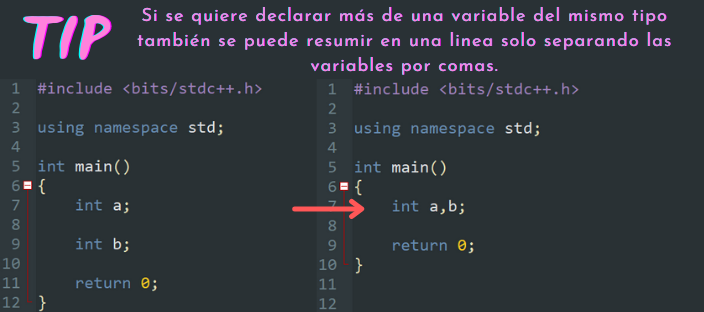 TIP
Si se quiere declarar más de una variable del mismo tipo
también se puede resumir en una linea solo separando las
variables por comas.
1 #include <bits/stdc++.h>
2
3 using namespace std;
4
5 int main()
6 {
7 int a;
8
9 int b;
10
11 return 0;
12 }
1 #include <bits/stdc++.h>
2
3 using namespace std;
4
5 int main()
6 {
7 int a,b;
8
9 return 0;
10 }
11
12